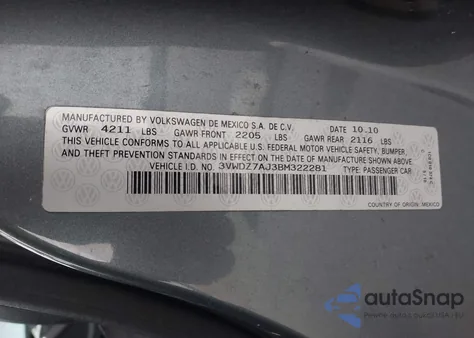 MANUFACTURED BY VOLKSWAGEN DE MEXICO S.A. DE C.V. DATE 10.10
GVWR 4211 LBS GAWR FRONT 2205 LBS GAWR REAR 2116 LBS
THIS VEHICLE CONFORMS TO ALL APPLICABLE U.S. FEDERAL MOTOR VEHICLE SAFETY, BUMPER,
AND THEFT PREVENTION STANDARDS IN EFFECT ON THE DATE OF MANUFACTURE SHOWN ABOVE.
VEHICLE I.D. NO. 3VWDZ7AJ3BM322281 TYPE: PASSENGER CAR
COUNTRY OF ORIGIN: MEXICO
autoSnap